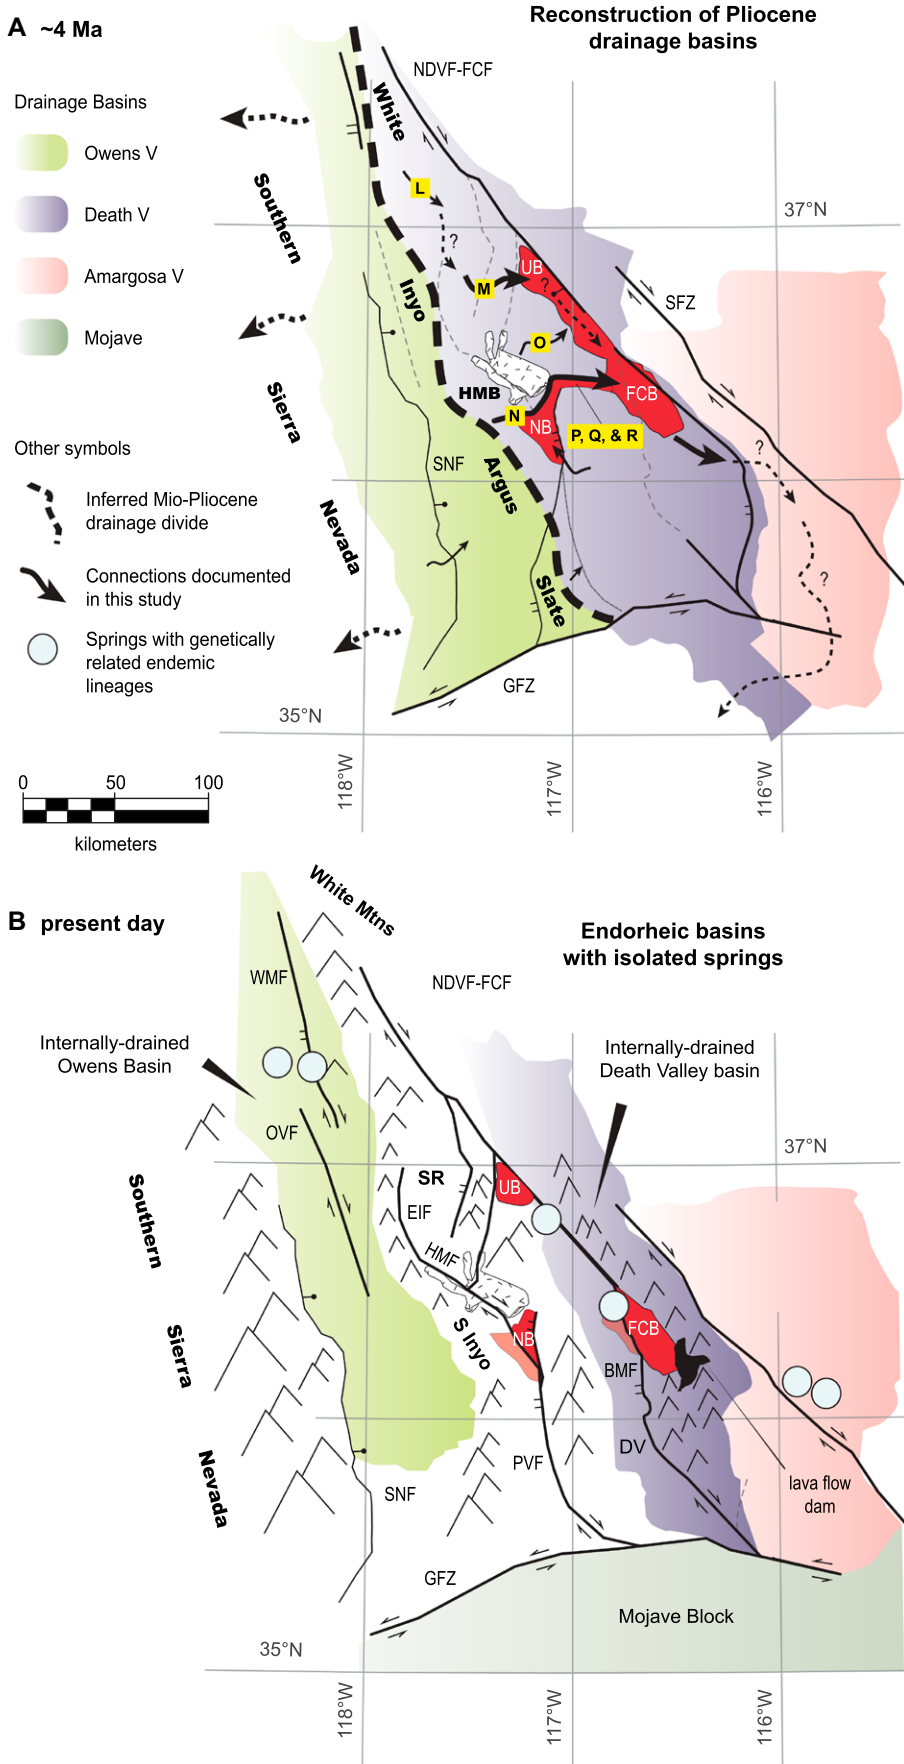 A ~4 Ma
Reconstruction of Pliocene
drainage basins
Drainage Basins
Owens V
Death V
Amargosa V
Mojave
Other symbols
Inferred Mio-Pliocene
drainage divide
Connections documented
in this study
Springs with genetically
related endemic
lineages
0 50 100
kilometers
NDVF-FCF
White
L
?
Southern
37°N
UB
M
?
Inyo
SFZ
O
Sierra
HMB
FCB
N
NB
P, Q, & R
?
SNF
Argus
Nevada
?
Slate
GFZ
35°N
118°W
117°W
116°W
B present day
White Mtns
Endorheic basins
with isolated springs
WMF
NDVF-FCF
Internally-drained
Owens Basin
Internally-drained
Death Valley basin
OVF
37°N
SR
UB
Southern
EIF
HMF
S Inyo
NB
FCB
Sierra
BMF
DV
PVF
Nevada
SNF
lava flow
dam
GFZ
Mojave Block
35°N
118°W
117°W
116°W